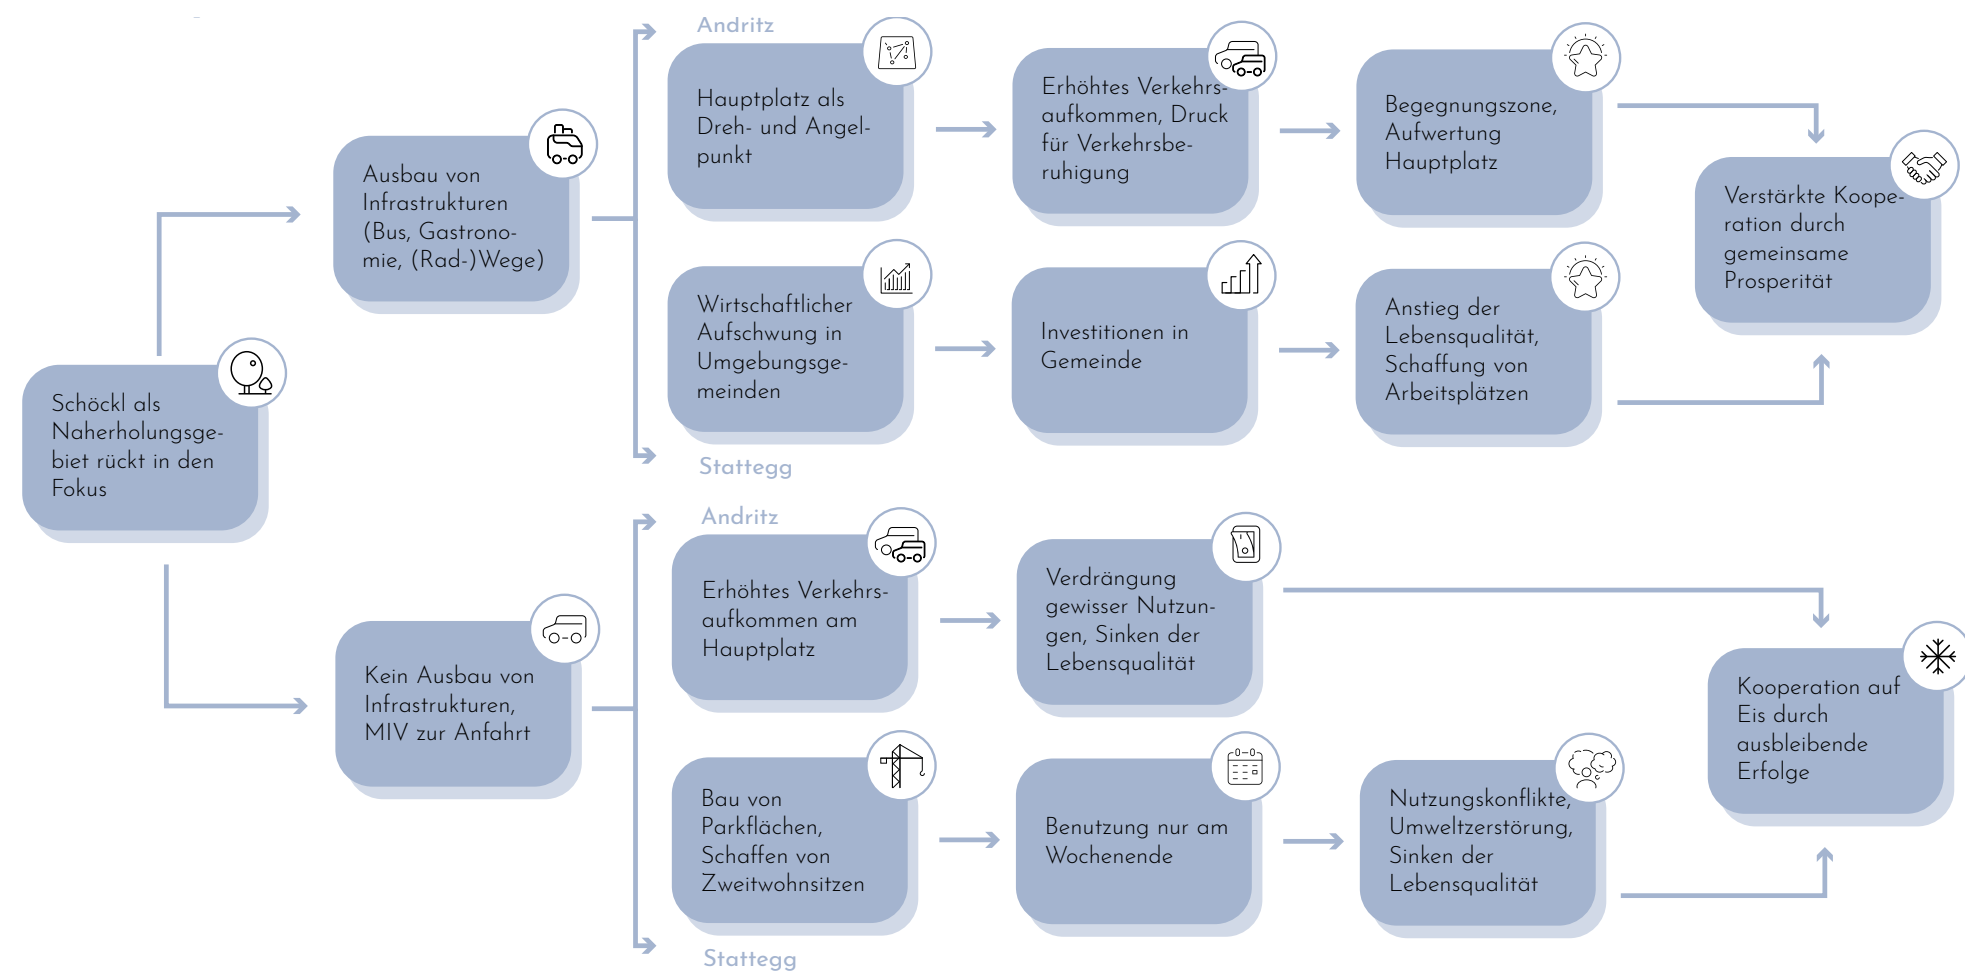 Schöckl als
Naherholungsge-
biet rückt in den
Fokus
Ausbau von
Infrastrukturen
(Bus, Gastrono-
mie, (Rad-)Wege)
Andritz
Hauptplatz als
Dreh- und Angel-
punkt
Erhöhtes Verkehrs-
aufkommen, Druck
für Verkehrsbe-
ruhigung
Begegnungszone,
Aufwertung
Hauptplatz
Wirtschaftlicher
Aufschwung in
Umgebungsge-
meinden
Investitionen in
Gemeinde
Anstieg der
Lebensqualität,
Schaffung von
Arbeitsplätzen
Stattegg
Verstärkte Koope-
ration durch
gemeinsame
Prosperität
Kein Ausbau von
Infrastrukturen,
MIV zur Anfahrt
Andritz
Erhöhtes Verkehrs-
aufkommen am
Hauptplatz
Verdrängung
gewisser Nutzun-
gen, Sinken der
Lebensqualität
Bau von
Parkflächen,
Schaffen von
Zweitwohnsitzen
Benutzung nur am
Wochenende
Nutzungskonflikte,
Umweltzerstörung,
Sinken der
Lebensqualität
Stattegg
Kooperation auf
Eis durch
ausbleibende
Erfolge